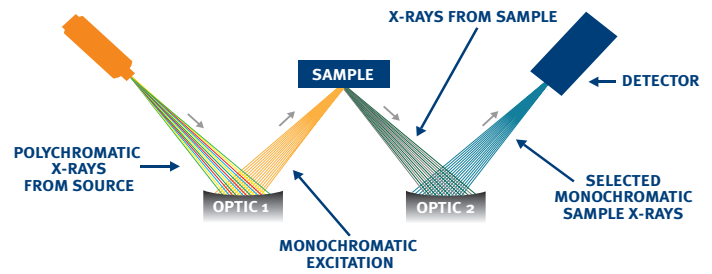 X-RAYS FROM SAMPLE
SAMPLE
DETECTOR
POLYCHROMATIC
X-RAYS
FROM SOURCE
OPTIC 1
OPTIC 2
SELECTED
MONOCHROMATIC
SAMPLE X-RAYS
MONOCHROMATIC
EXCITATION